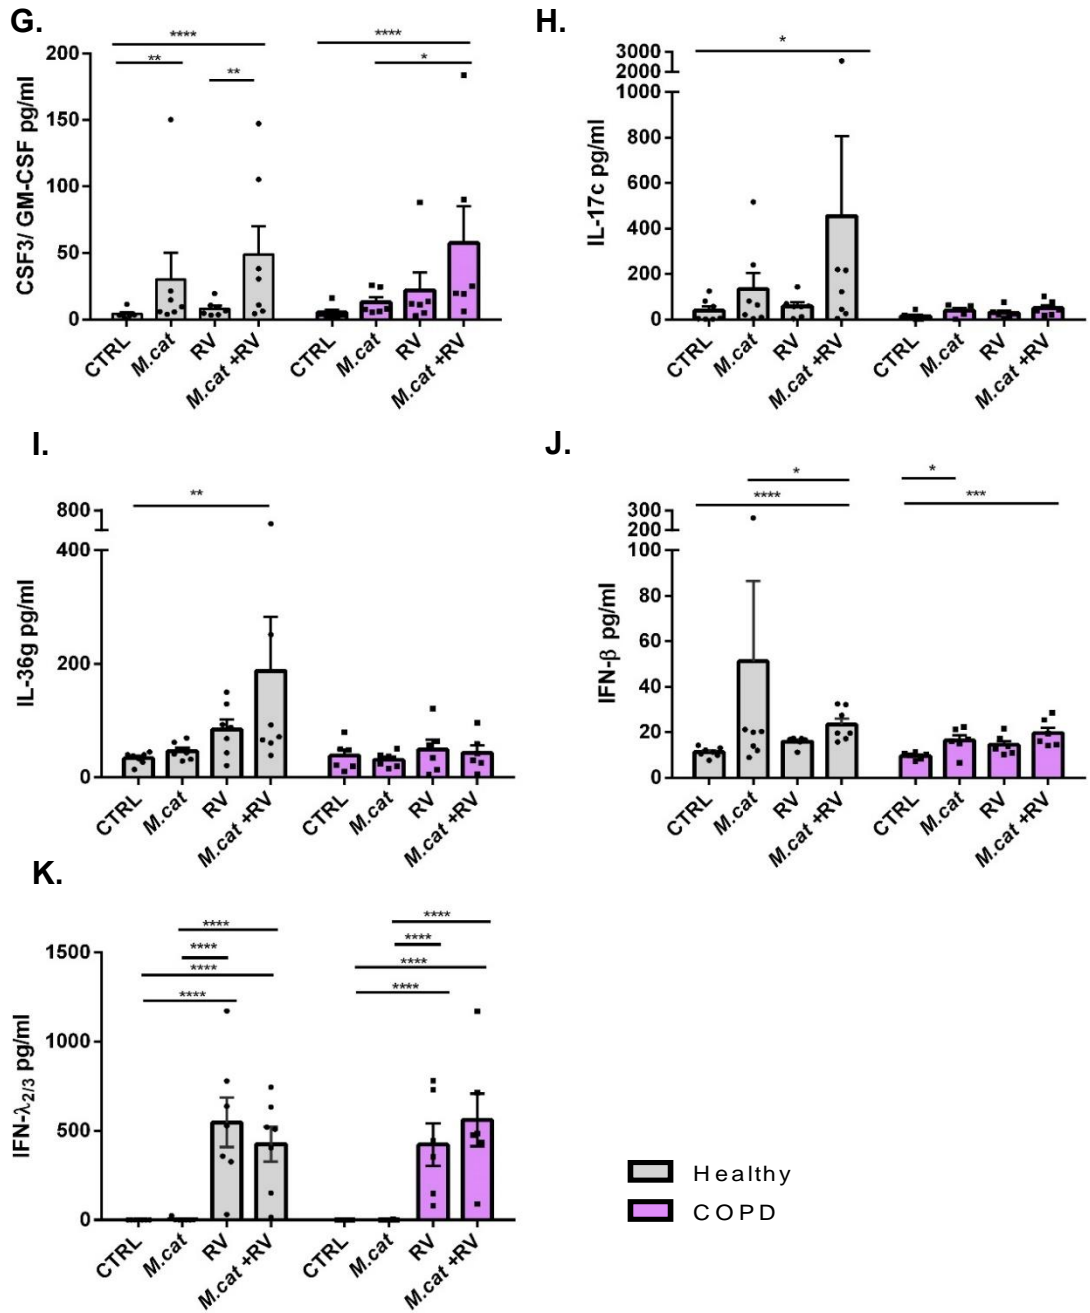 G.
CSF3/ GM-CSF pg/ml
200
150
100
50
0
****
**
**
****
*
CTRL
M.cat
RV
M.cat +RV
CTRL
M.cat
RV
M.cat +RV
H.
IL-17c pg/ml
3000
2000
1000
800
600
400
200
0
*
CTRL
M.cat
RV
M.cat +RV
CTRL
M.cat
RV
M.cat +RV
I.
IL-36g pg/ml
800
400
200
0
**
CTRL
M.cat
RV
M.cat +RV
CTRL
M.cat
RV
M.cat +RV
J.
IFN-β pg/ml
300
200
100
80
60
40
20
0
*
****
*
***
CTRL
M.cat
RV
M.cat +RV
CTRL
M.cat
RV
M.cat +RV
K.
IFN-λ2/3 pg/ml
1500
1000
500
0
****
****
****
****
****
****
****
****
CTRL
M.cat
RV
M.cat +RV
CTRL
M.cat
RV
M.cat +RV
Healthy
COPD